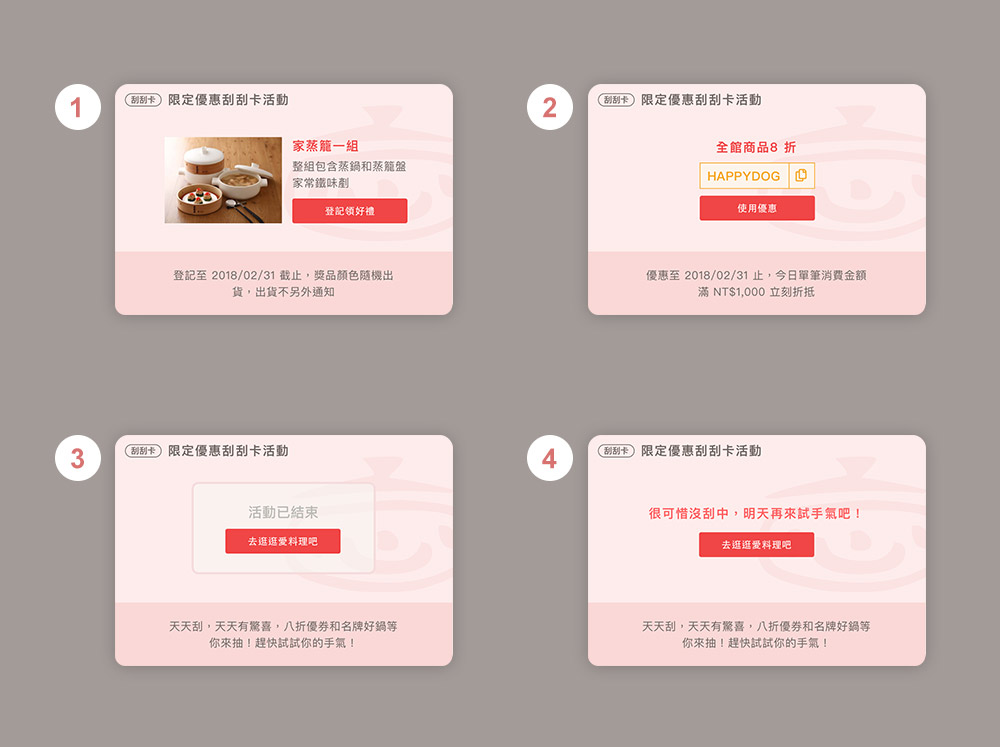 1
刮刮卡 限定優惠刮刮卡活動
家蒸籠一組
整組包含蒸鍋和蒸籠盤
家常鐵味剷
登記領好禮
登記至 2018/02/31 截止，獎品顏色隨機出
貨，出貨不另外通知
2
刮刮卡 限定優惠刮刮卡活動
全館商品8 折
HAPPYDOG
使用優惠
優惠至 2018/02/31 止，今日單筆消費金額
滿 NT$1,000 立刻折抵
3
刮刮卡 限定優惠刮刮卡活動
活動已結束
去逛逛愛料理吧
天天刮，天天有驚喜，八折優券和名牌好鍋等
你來抽！趕快試試你的手氣！
4
刮刮卡 限定優惠刮刮卡活動
很可惜沒刮中，明天再來試手氣吧！
去逛逛愛料理吧
天天刮，天天有驚喜，八折優券和名牌好鍋等
你來抽！趕快試試你的手氣！